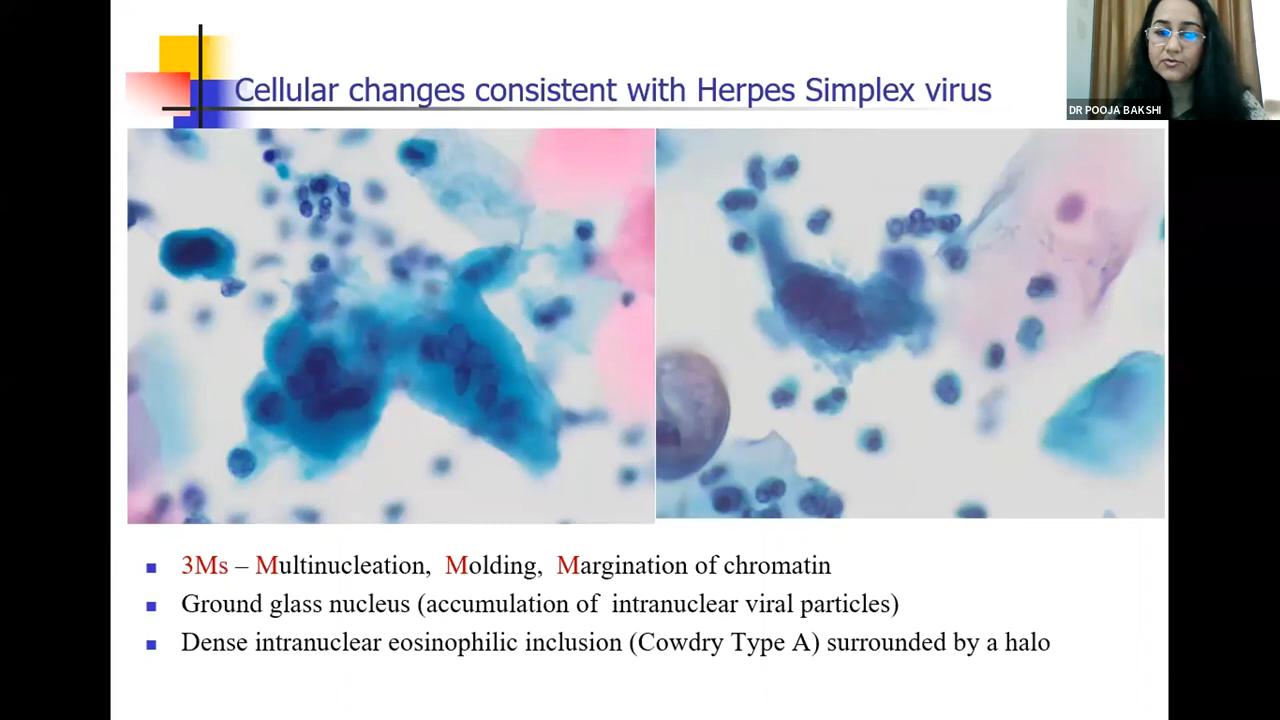 DR POOJA BAKSHI
Cellular changes consistent with Herpes Simplex virus
3Ms – Multinucleation, Molding, Margination of chromatin
Ground glass nucleus (accumulation of intranuclear viral particles)
Dense intranuclear eosinophilic inclusion (Cowdry Type A) surrounded by a halo